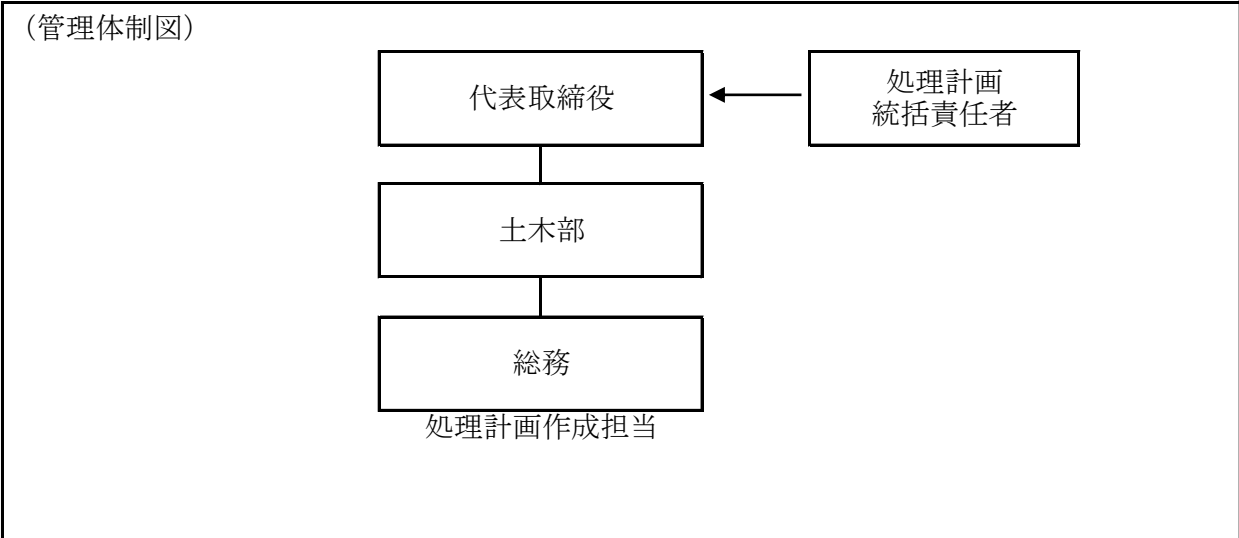 （管理体制図）
代表取締役
処理計画
統括責任者
土木部
総務
処理計画作成担当